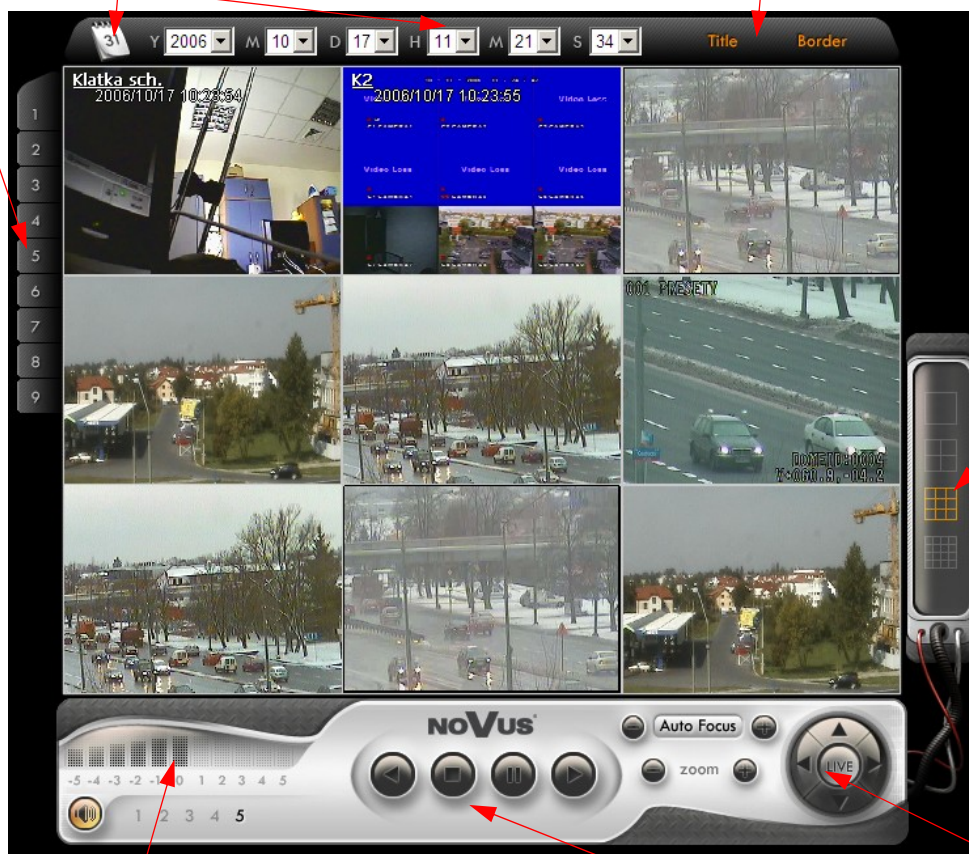 31 Y 2006 M 10 D 17 H 11 M 21 S 34 Title Border
Klatka sch.
2006/10/17 10:23:54
K2
2006/10/17 10:23:55
Video Loss
Video Loss Video Loss Video Loss
1
2
3
4
5
6
7
8
9
001 PRESETY
DOMEID:0004
NOVUS
Auto Focus
zoom
LIVE
-5 -4 -3 -2 -1 0 1 2 3 4 5
1 2 3 4 5